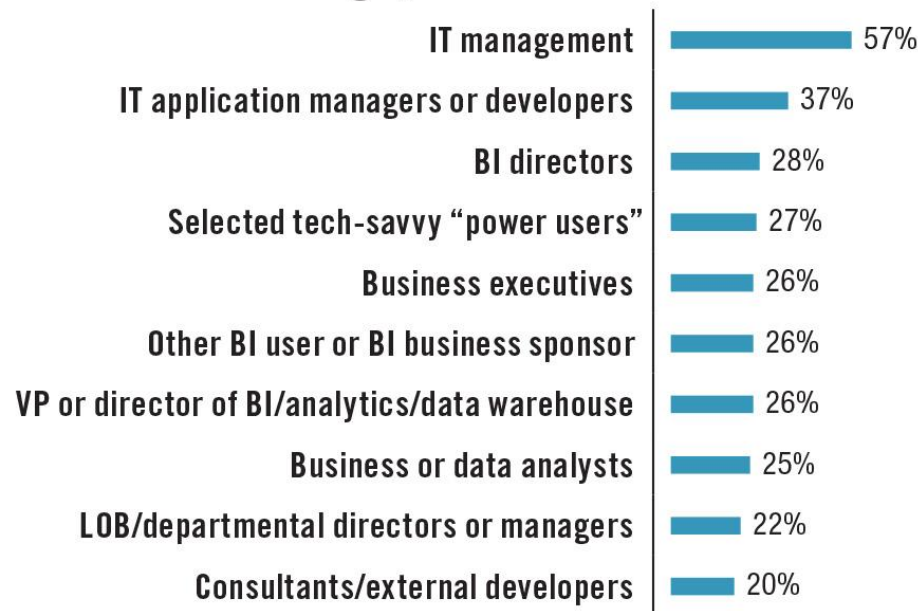 IT management 57%
IT application managers or developers 37%
BI directors 28%
Selected tech-savvy “power users” 27%
Business executives 26%
Other BI user or BI business sponsor 26%
VP or director of BI/analytics/data warehouse 26%
Business or data analysts 25%
LOB/departmental directors or managers 22%
Consultants/external developers 20%